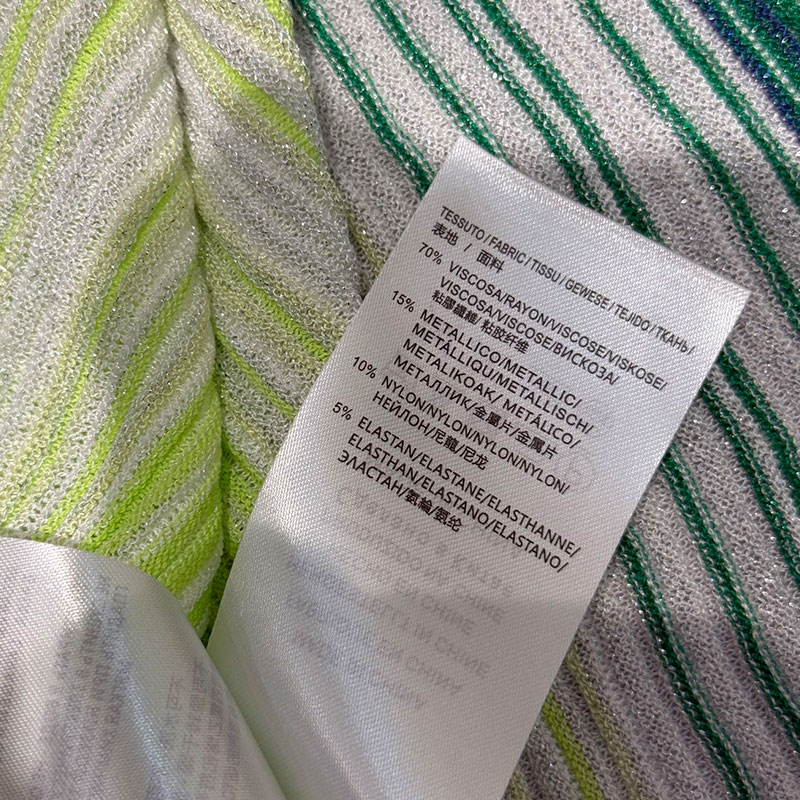 TESSUTO/FABRIC/TISSU/GEWESE/TEJIDO/ТКАНЬ/
表地 / 面料
70% VISCOSA/RAYON/VISCOSE/VISKOSE/
VISCOSA/VISCOSE/ВИСКОЗА/
粘膠纖維/ 粘胶纤维
15% METALLICO/METALLIC/
METÁLLIQU/METALLISCH/
METALIKOAK/ METÁLICO/
МЕТАЛЛИК/金屬片/金属片
10% NYLON/NYLON/NYLON/NYLON/
НЕЙЛОН/尼龍/尼龙
5% ELASTAN/ELASTANE/ELASTHANNE/
ELASTHAN/ELASTANO/ELASTANO/
ЭЛАСТАН/氨綸/氨纶